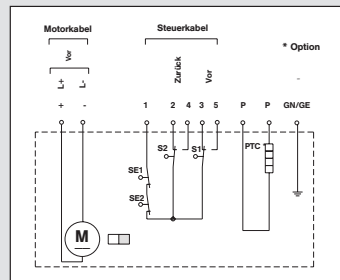 Motorkabel
Steuerkabel
* Option
Vor
Zurück
Vor
L+
L-
-
+
-
1
2
4
3
5
P
P
GN/GE
S2
S1
PTC *
SE1
SE2
M